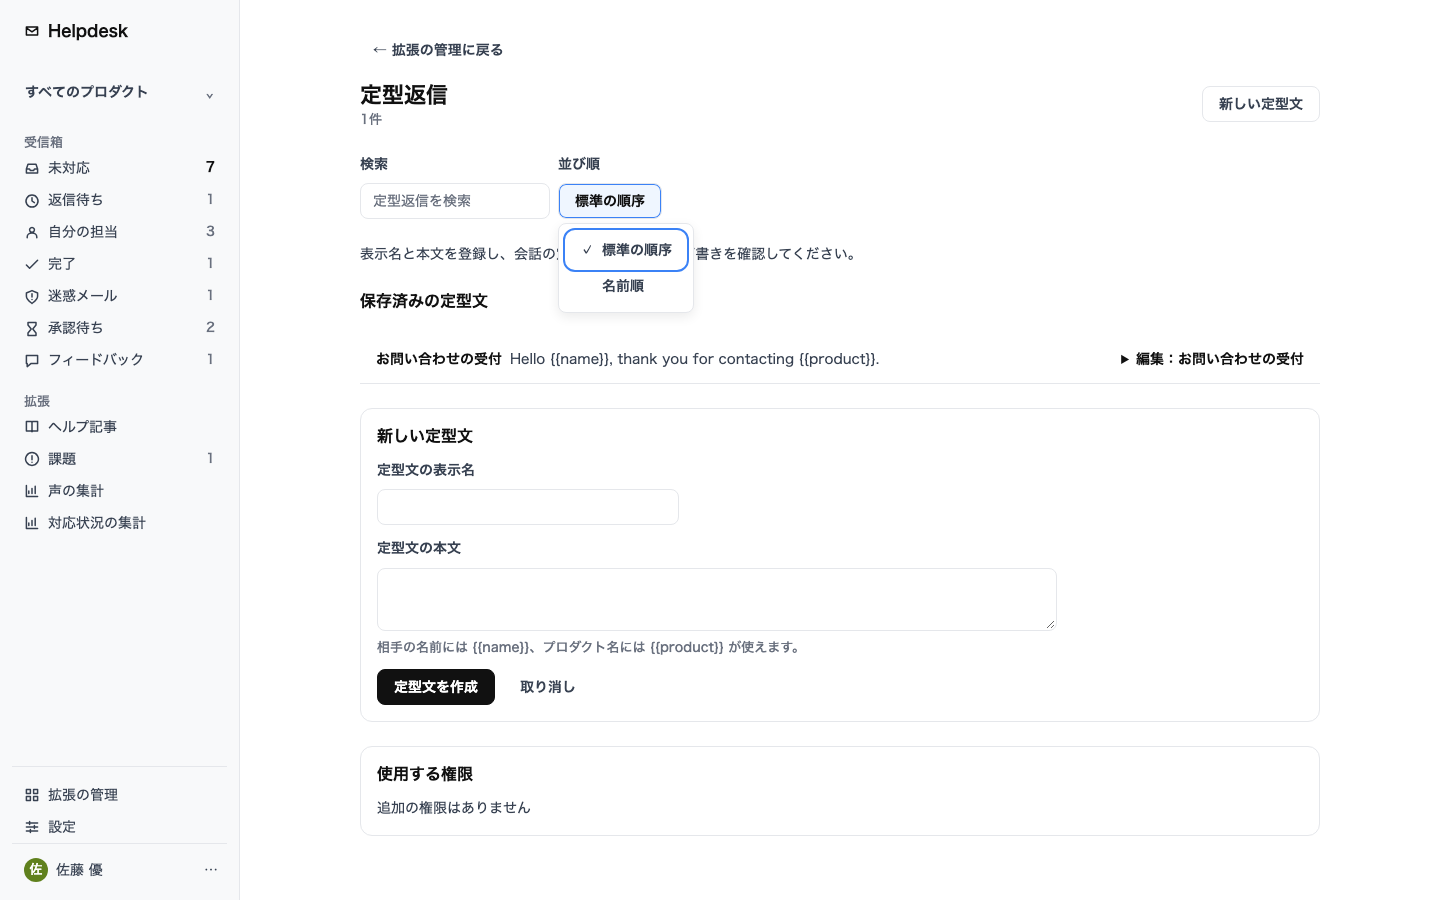 Helpdesk
すべてのプロダクト
受信箱
未対応 7
返信待ち 1
自分の担当 3
完了 1
迷惑メール 1
承認待ち 2
フィードバック 1
拡張
ヘルプ記事
課題 1
声の集計
対応状況の集計
拡張の管理
設定
佐 佐藤 優 …
← 拡張の管理に戻る
定型返信
1件
新しい定型文
検索
定型返信を検索
並び順
標準の順序
✓ 標準の順序
名前順
表示名と本文を登録し、会話の
書きを確認してください。
保存済みの定型文
お問い合わせの受付 Hello {{name}}, thank you for contacting {{product}}.
▶ 編集：お問い合わせの受付
新しい定型文
定型文の表示名
定型文の本文
相手の名前には {{name}}、プロダクト名には {{product}} が使えます。
定型文を作成
取り消し
使用する権限
追加の権限はありません